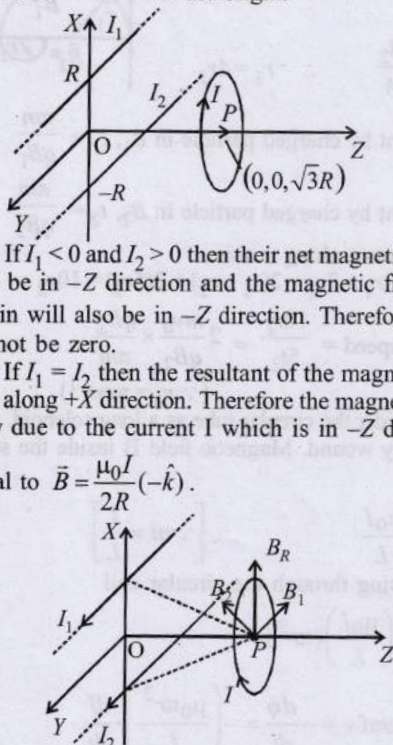 X I₁
R
I₂
I
P
O
Z
(0,0,√3R)
−R
Y
If I₁ < 0 and I₂ > 0 then their net magneti
be in −Z direction and the magnetic fi
in will also be in −Z direction. Therefo
not be zero.
If I₁ = I₂ then the resultant of the magn
along +X direction. Therefore the magne
due to the current I which is in −Z d
al to B⃗ = μ₀I/2R (−k̂).
X
B_R
B₂ B₁
I₁
O P Z
I
Y I₂